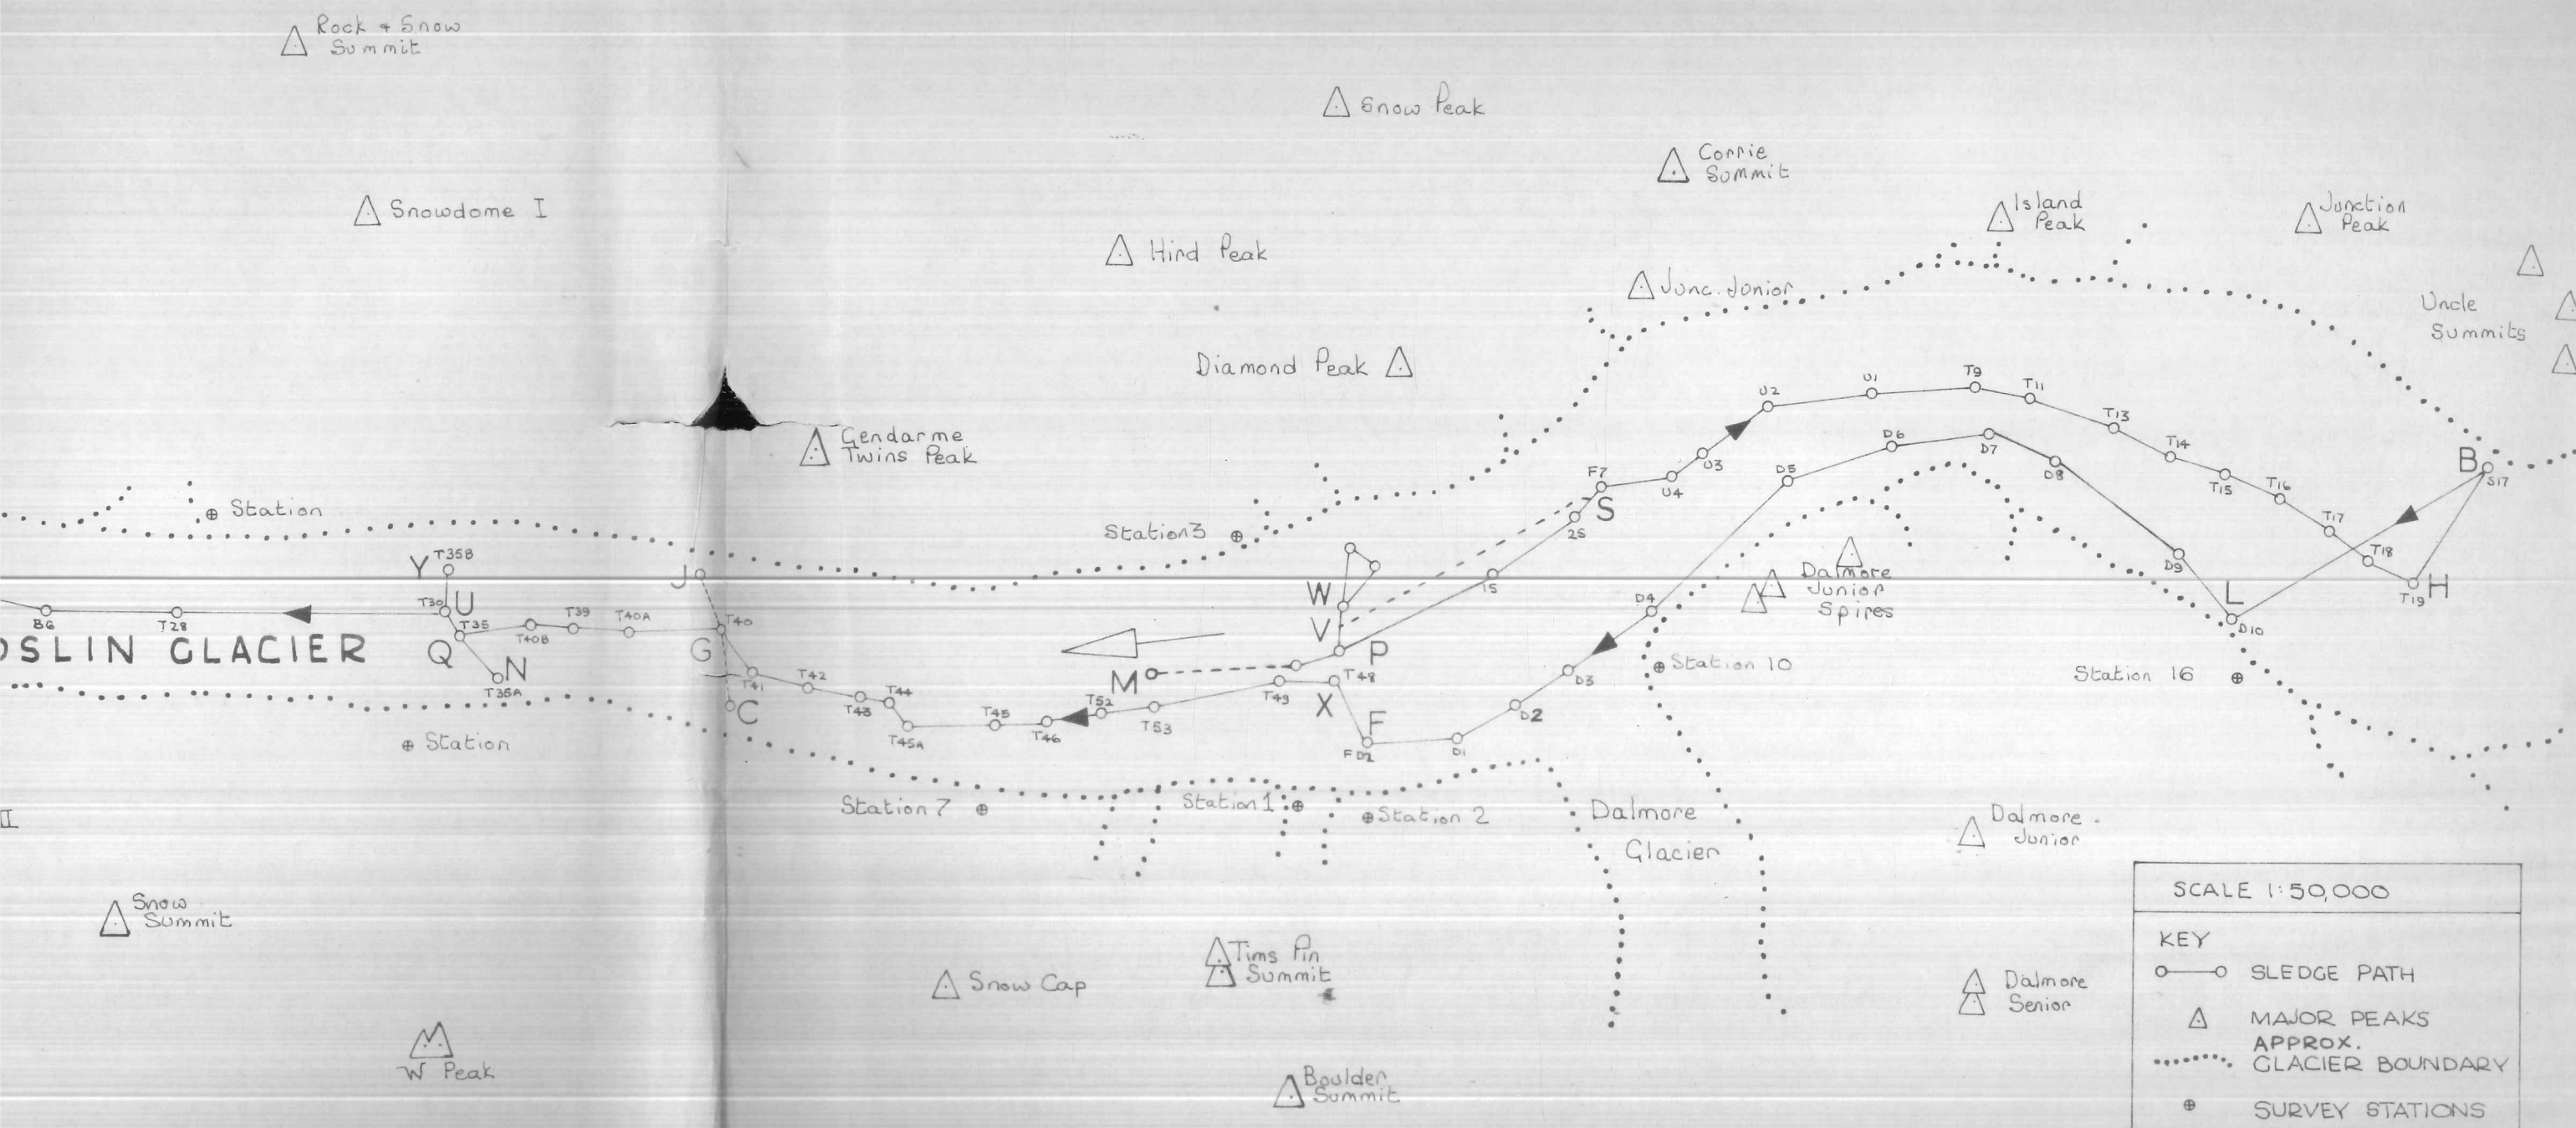 Rock + Snow
Summit
Snow Peak
Corrie
Summit
Snowdome I
Island
Peak
Junction
Peak
Hind Peak
Junc. Junior
Uncle
Summits
Diamond Peak
Gendarme
Twins Peak
U2
U1
T9
T11
T13
T14
T15
T16
T17
T18
T19
H
B
S17
F7
S
U4
U3
D5
D6
D7
D8
D9
L
D10
2S
1S
Station
Station3
Dalmore
Junior
Spires
Y
T35B
T30
U
J
W
V
P
D4
B6
T28
T35
T40B
T39
T40A
T40
OSLIN GLACIER
Q
N
T35A
G
T41
C
T42
T43
T44
T45A
T45
T46
T52
T53
M
T49
T48
X
F
FD2
D1
D2
D3
Station 10
Station 16
Station
Station 7
Station 1
Station 2
Dalmore
Glacier
Dalmore
Junior
II
Snow
Summit
Tims Pin
Summit
Snow Cap
Dalmore
Senior
W Peak
Boulder
Summit
SCALE 1:50,000
KEY
SLEDGE PATH
MAJOR PEAKS
APPROX.
GLACIER BOUNDARY
SURVEY STATIONS